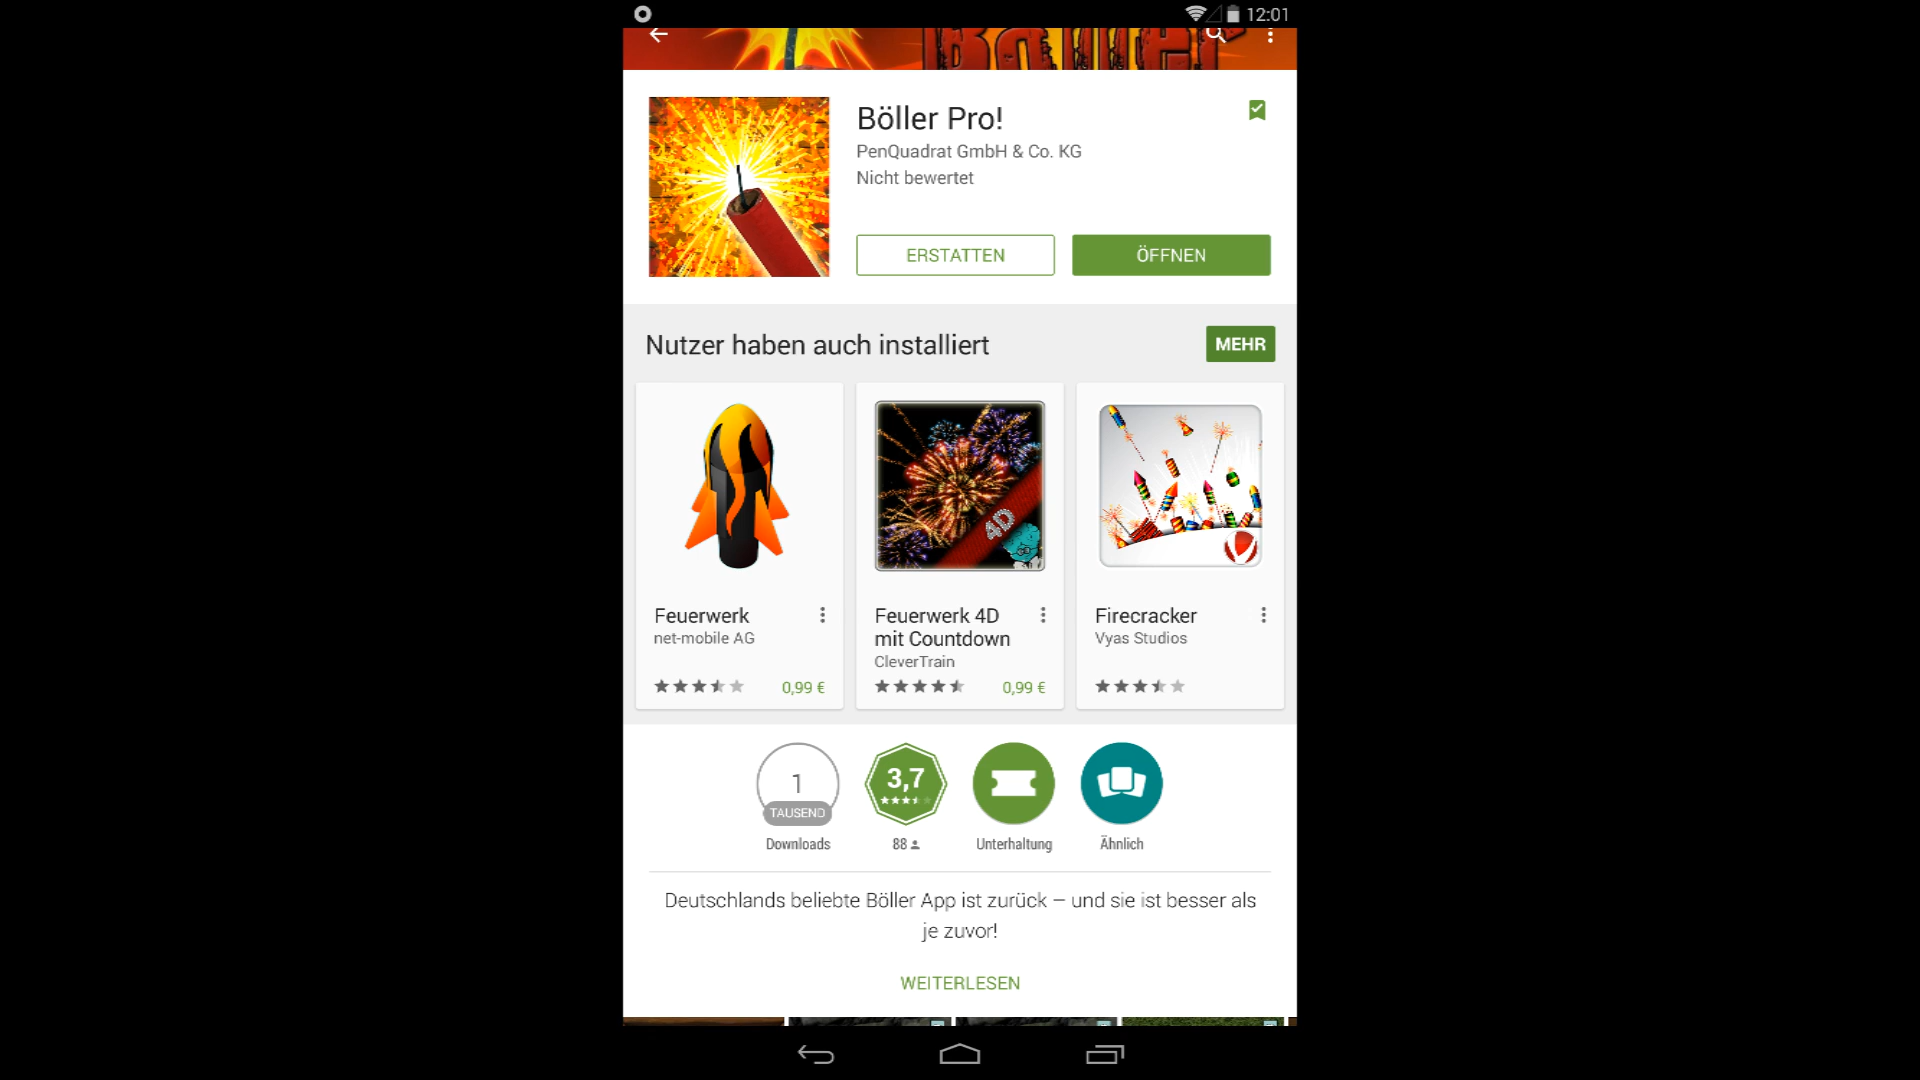 12:01
Böller
Böller Pro!
PenQuadrat GmbH & Co. KG
Nicht bewertet
ERSTATTEN
ÖFFNEN
Nutzer haben auch installiert
MEHR
4D
Feuerwerk
net-mobile AG
0,99 €
Feuerwerk 4D
mit Countdown
CleverTrain
0,99 €
Firecracker
Vyas Studios
1
TAUSEND
Downloads
3,7
88
Unterhaltung
Ähnlich
Deutschlands beliebte Böller App ist zurück – und sie ist besser als
je zuvor!
WEITERLESEN